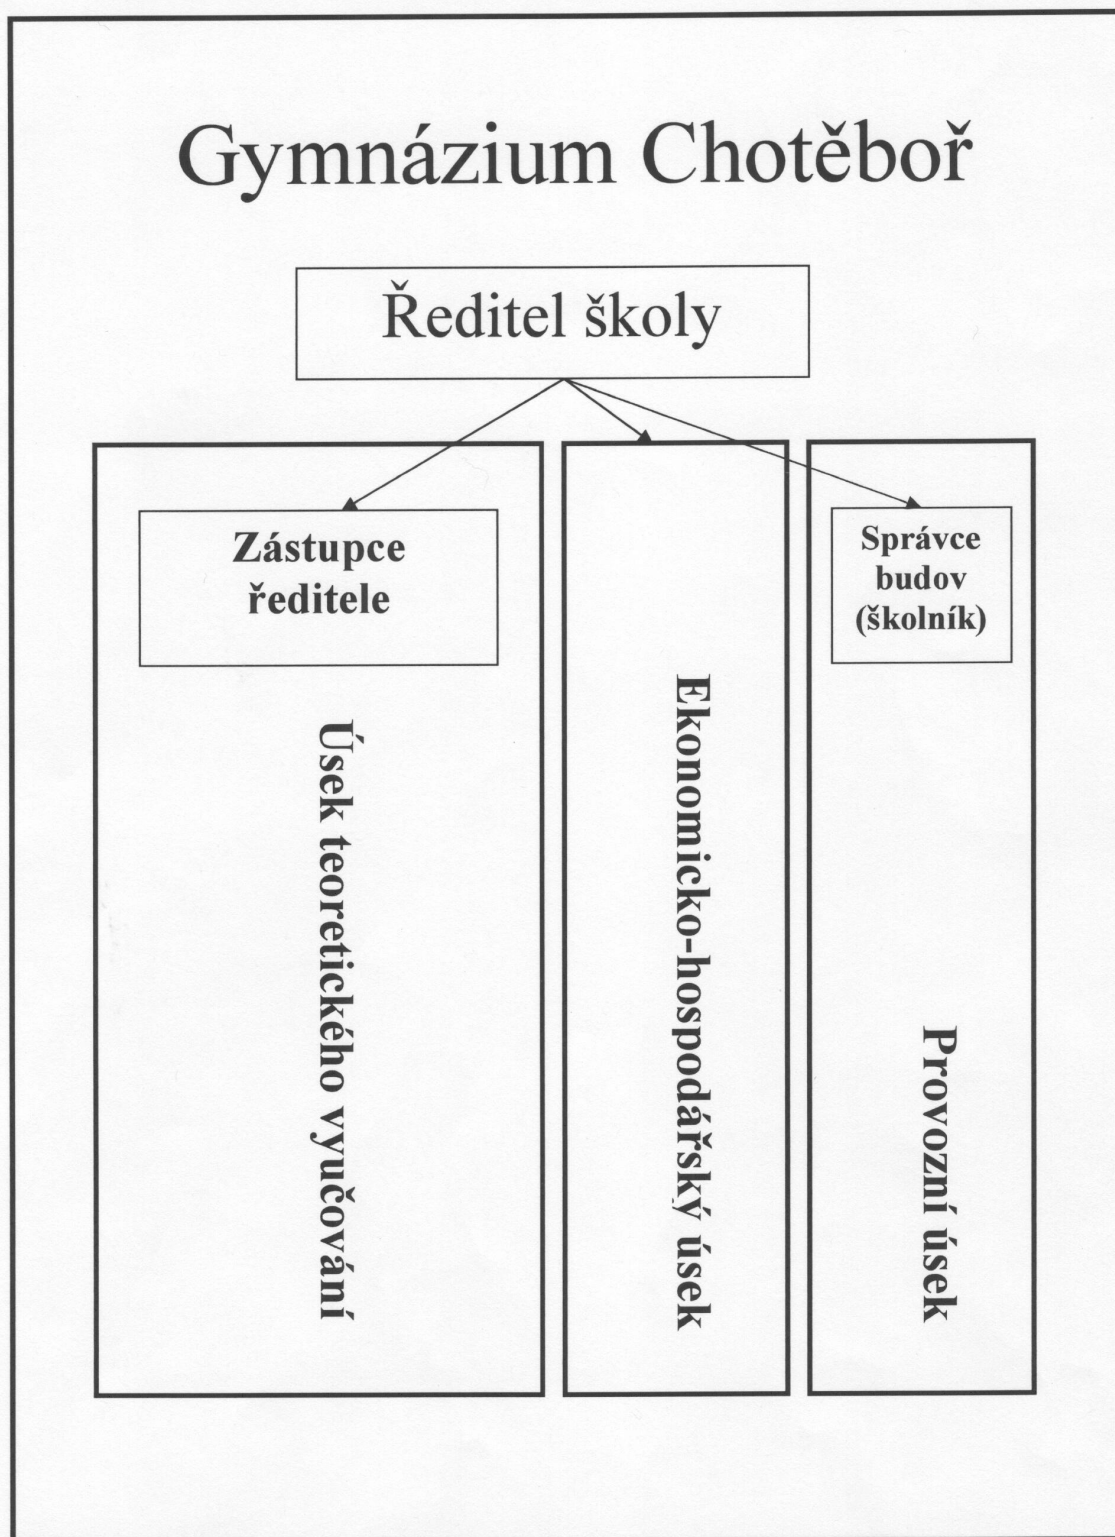 Gymnázium Chotěboř
Ředitel školy
Zástupce
ředitele
Správce
budov
(školník)
Úsek teoretického vyučování
Ekonomicko-hospodářský úsek
Provozní úsek